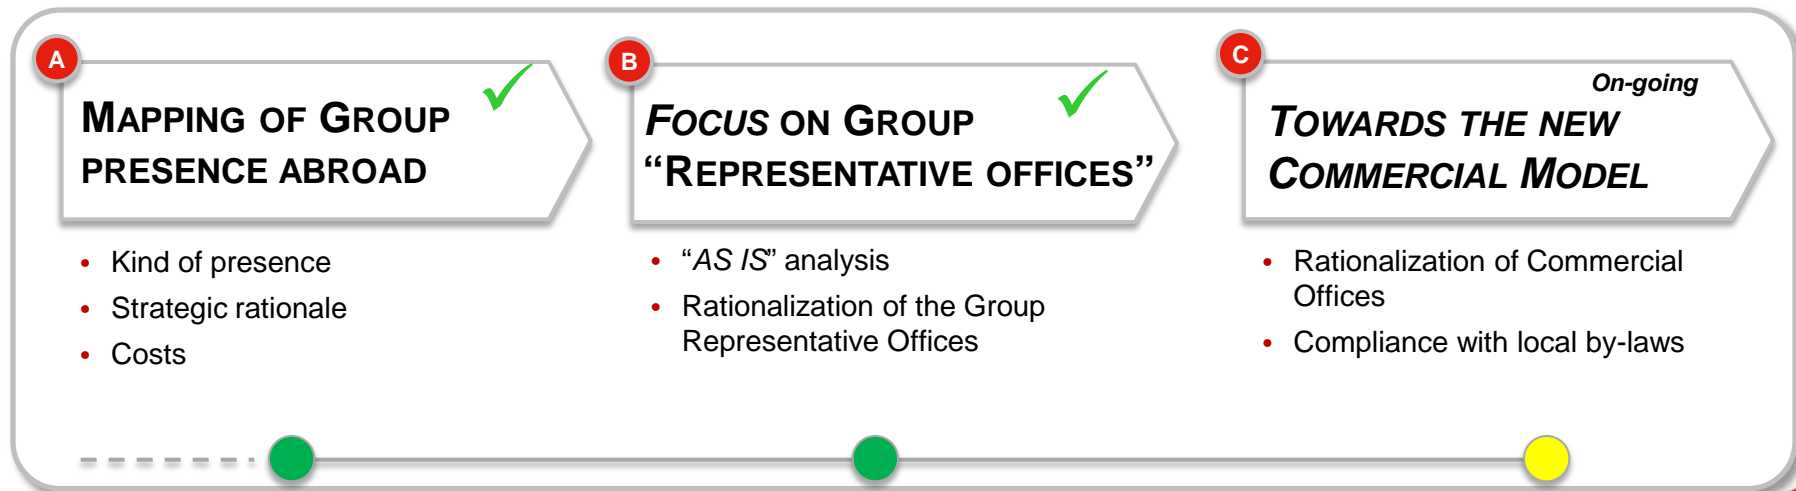 A
MAPPING OF GROUP
PRESENCE ABROAD
• Kind of presence
• Strategic rationale
• Costs
B
FOCUS ON GROUP
“REPRESENTATIVE OFFICES”
• “AS IS” analysis
• Rationalization of the Group
Representative Offices
C
On-going
TOWARDS THE NEW
COMMERCIAL MODEL
• Rationalization of Commercial
Offices
• Compliance with local by-laws